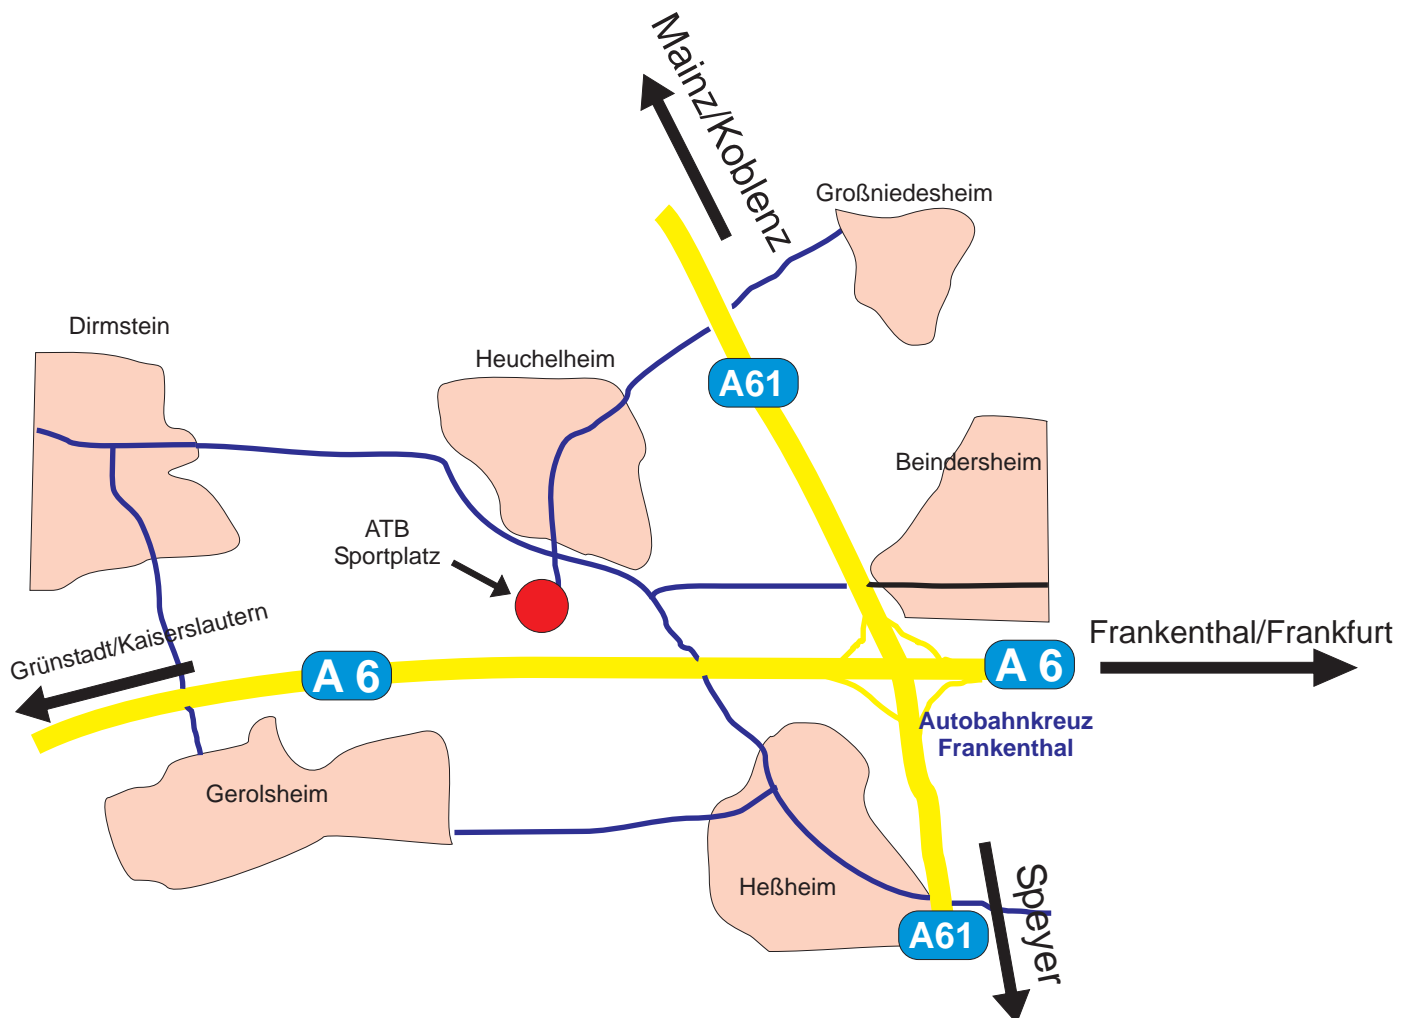 Mainz/Koblenz
Großniedesheim
Dirmstein
Heuchelheim
A61
Beindersheim
ATB
Sportplatz
Grünstadt/Kaiserslautern
A 6
A 6
Frankenthal/Frankfurt
Autobahnkreuz
Frankenthal
Gerolsheim
Heßheim
A61
Speyer